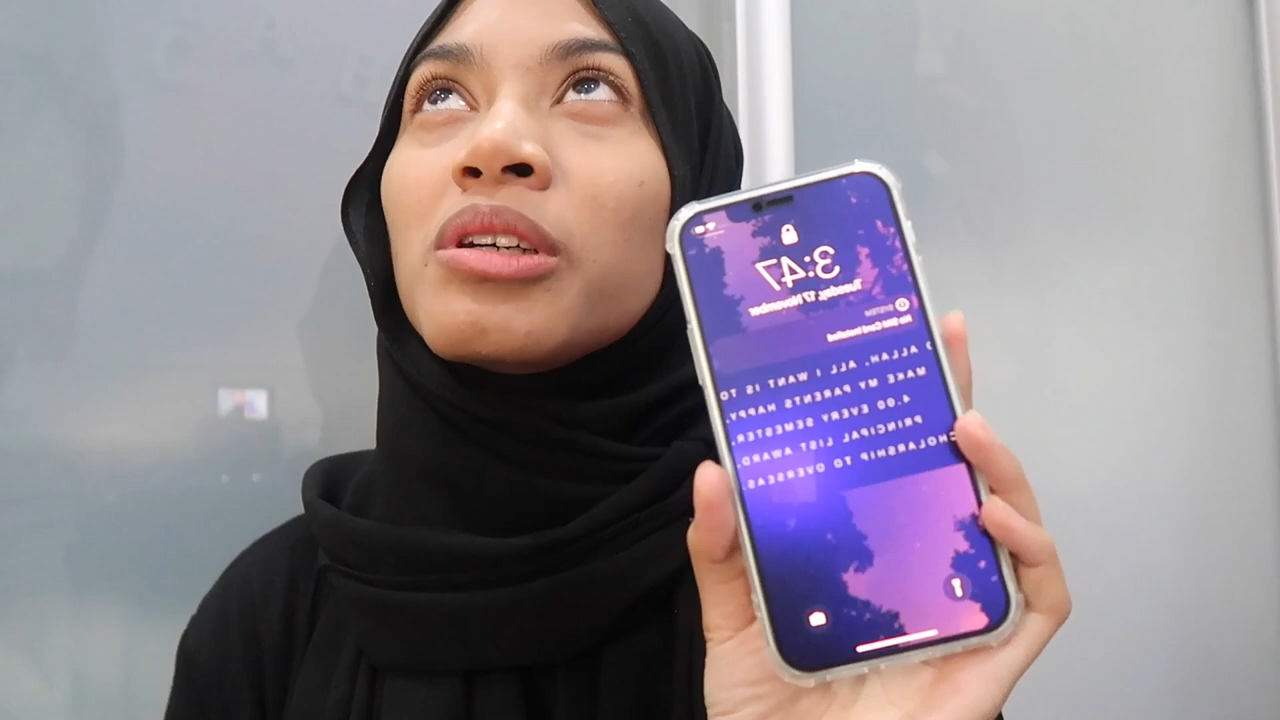 3:47
Tuesday, 17 November
SYSTEM
No SIM Card Installed
O ALLAH, ALL I WANT IS TO
MAKE MY PARENTS HAPPY,
4.00 EVERY SEMESTER,
PRINCIPAL LIST AWARD,
SCHOLARSHIP TO OVERSEAS.